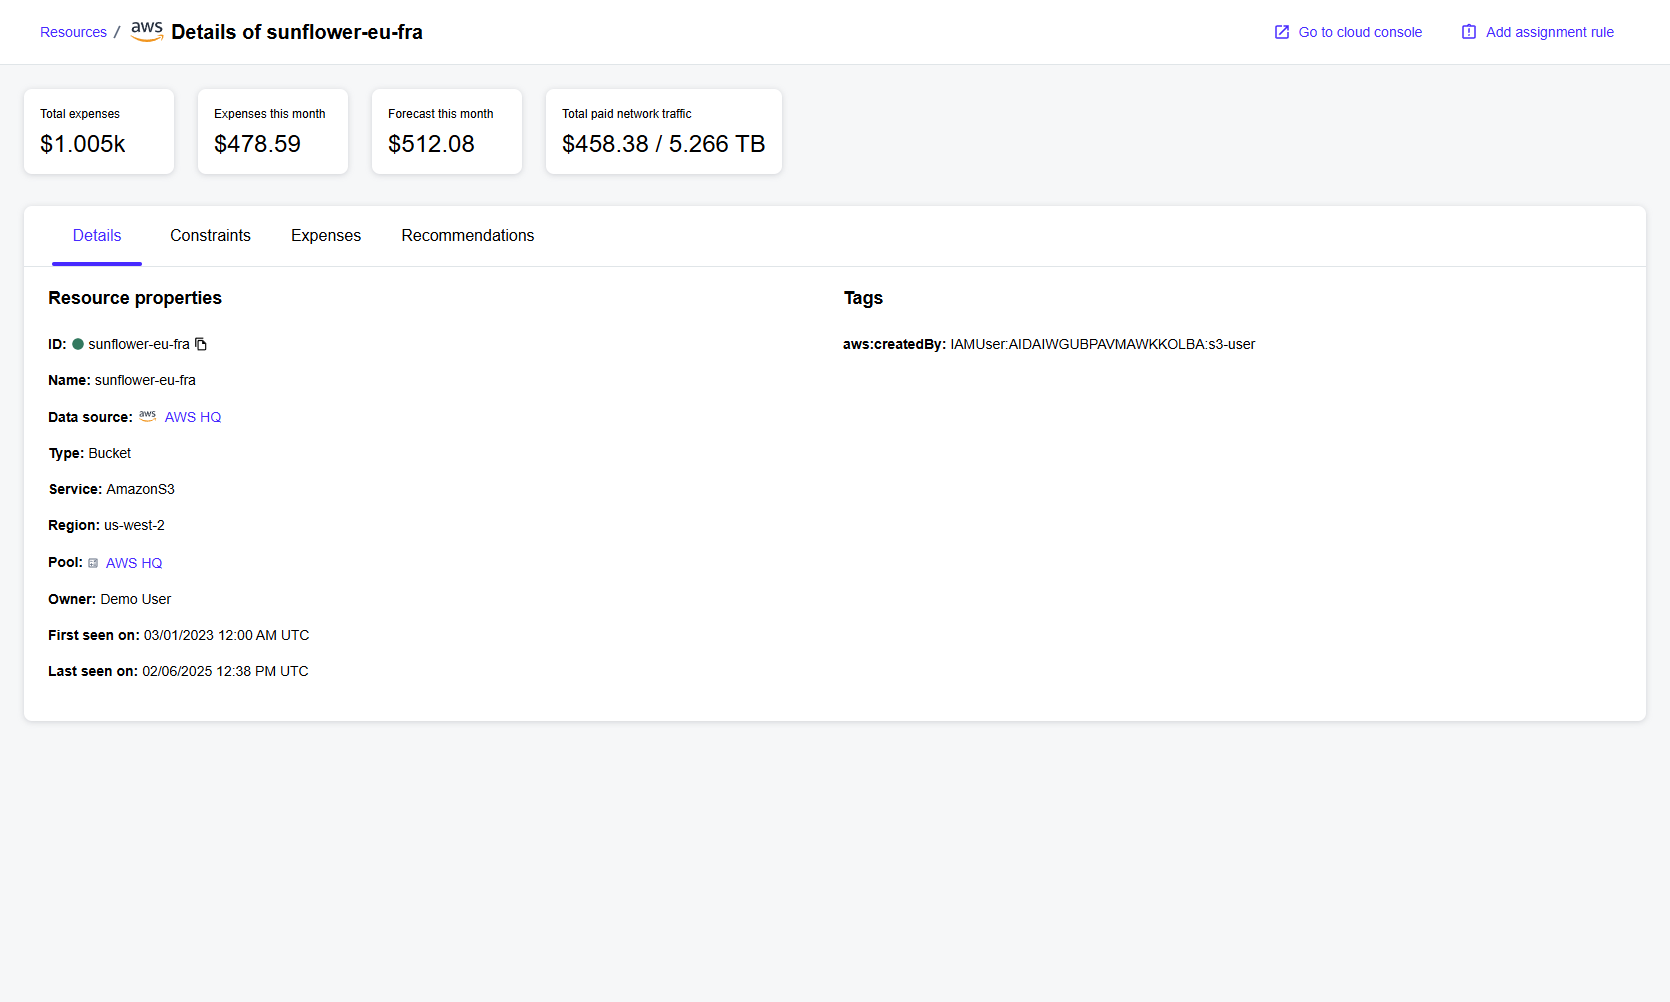 Resources / aws Details of sunflower-eu-fra
Go to cloud console
Add assignment rule
Total expenses
$1.005k
Expenses this month
$478.59
Forecast this month
$512.08
Total paid network traffic
$458.38 / 5.266 TB
Details
Constraints
Expenses
Recommendations
Resource properties
ID: sunflower-eu-fra
Name: sunflower-eu-fra
Data source: aws AWS HQ
Type: Bucket
Service: AmazonS3
Region: us-west-2
Pool: AWS HQ
Owner: Demo User
First seen on: 03/01/2023 12:00 AM UTC
Last seen on: 02/06/2025 12:38 PM UTC
Tags
aws:createdBy: IAMUser:AIDAIWGUBPAVMAWKKOLBA:s3-user